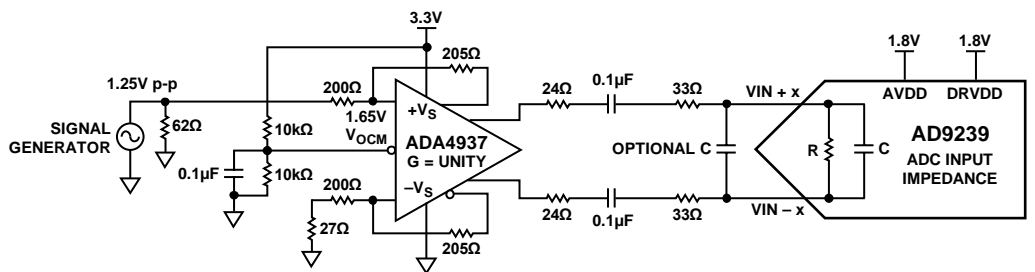 3.3V
1.8V
1.8V
205Ω
1.25V p-p
200Ω
24Ω
0.1µF
33Ω
VIN + x
AVDD
DRVDD
+VS
1.65V
SIGNAL
GENERATOR
62Ω
10kΩ
VOCM
ADA4937
G = UNITY
OPTIONAL C
R
C
AD9239
ADC INPUT
IMPEDANCE
0.1µF
10kΩ
200Ω
–VS
24Ω
0.1µF
33Ω
VIN – x
27Ω
205Ω